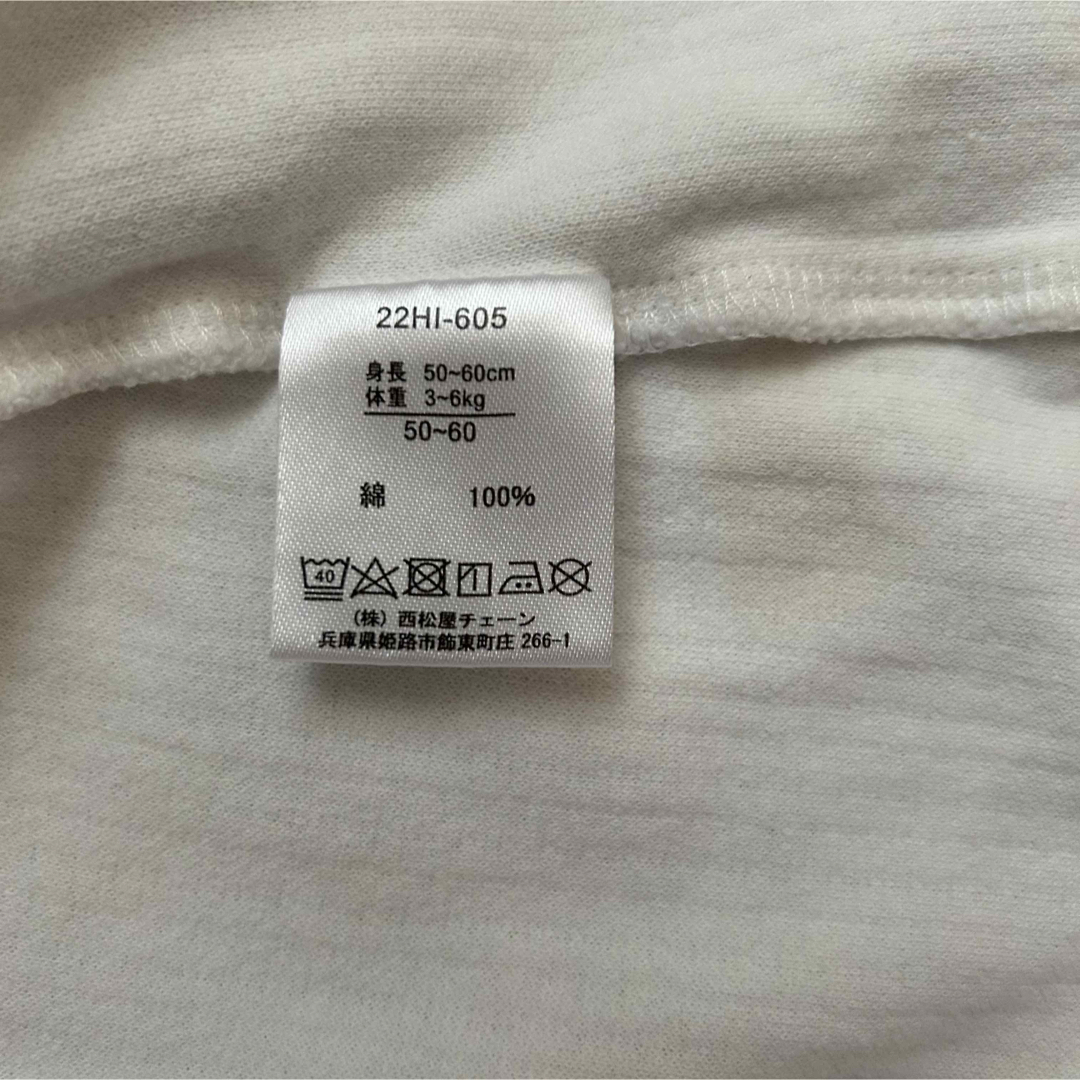 22HI-605
身長 50~60cm
体重 3~6kg
50~60
綿 100%
40
(株) 西松屋チェーン
兵庫県姫路市飾東町庄 266-1